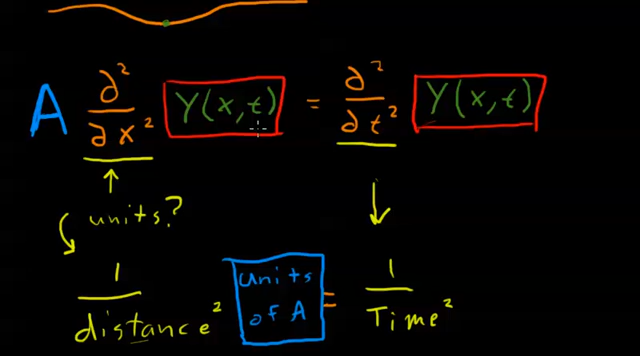 A ∂²/∂x² Y(x,t) = ∂²/∂t² Y(x,t)
units?
1/distance² units of A = 1/Time²